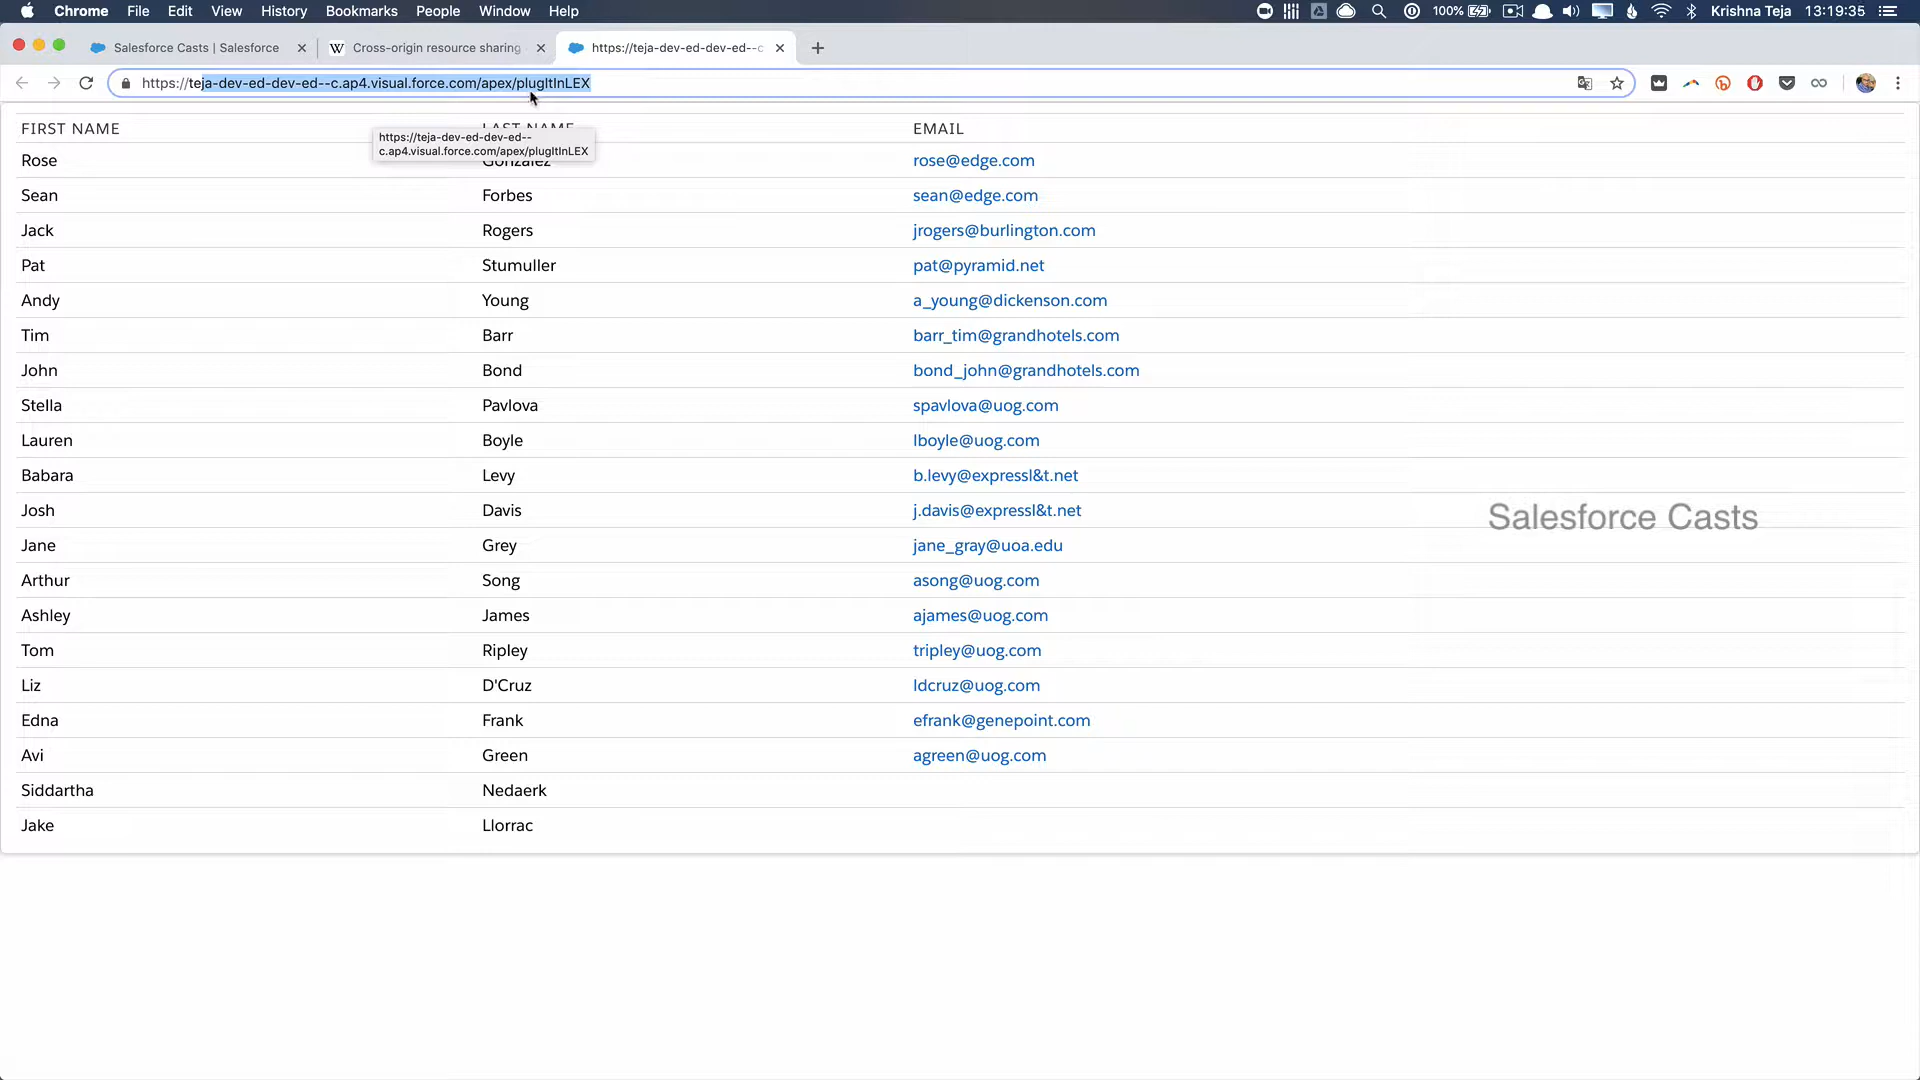 Chrome File Edit View History Bookmarks People Window Help 100% Krishna Teja 13:19:35
Salesforce Casts | Salesforce Cross-origin resource sharing https://teja-dev-ed-dev-ed--c
https://teja-dev-ed-dev-ed--c.ap4.visual.force.com/apex/plugItInLEX
FIRST NAME LAST NAME EMAIL
https://teja-dev-ed-dev-ed--
c.ap4.visual.force.com/apex/plugItInLEX
Rose Gonzalez rose@edge.com
Sean Forbes sean@edge.com
Jack Rogers jrogers@burlington.com
Pat Stumuller pat@pyramid.net
Andy Young a_young@dickenson.com
Tim Barr barr_tim@grandhotels.com
John Bond bond_john@grandhotels.com
Stella Pavlova spavlova@uog.com
Lauren Boyle lboyle@uog.com
Babara Levy b.levy@expressl&t.net
Josh Davis j.davis@expressl&t.net
Salesforce Casts
Jane Grey jane_gray@uoa.edu
Arthur Song asong@uog.com
Ashley James ajames@uog.com
Tom Ripley tripley@uog.com
Liz D'Cruz ldcruz@uog.com
Edna Frank efrank@genepoint.com
Avi Green agreen@uog.com
Siddartha Nedaerk
Jake Llorrac